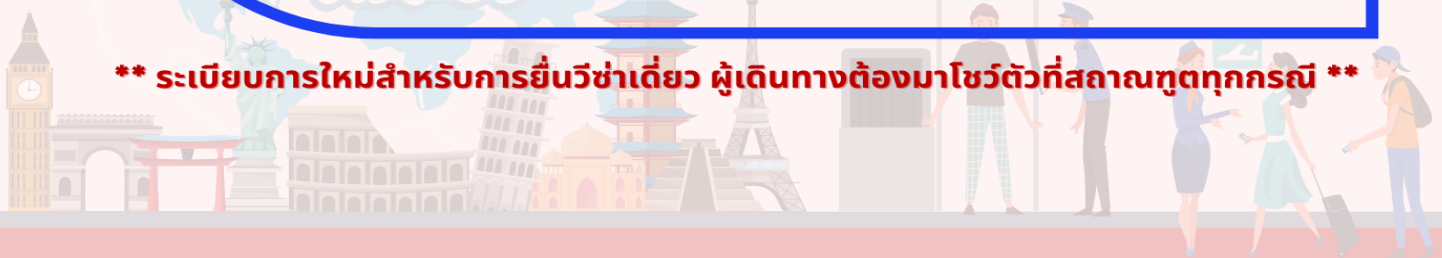 ** ระเบียบการใหม่สำหรับการยื่นวีซ่าเดี่ยว ผู้เดินทางต้องมาโชว์ตัวที่สถาณฑูตทุกกรณี **